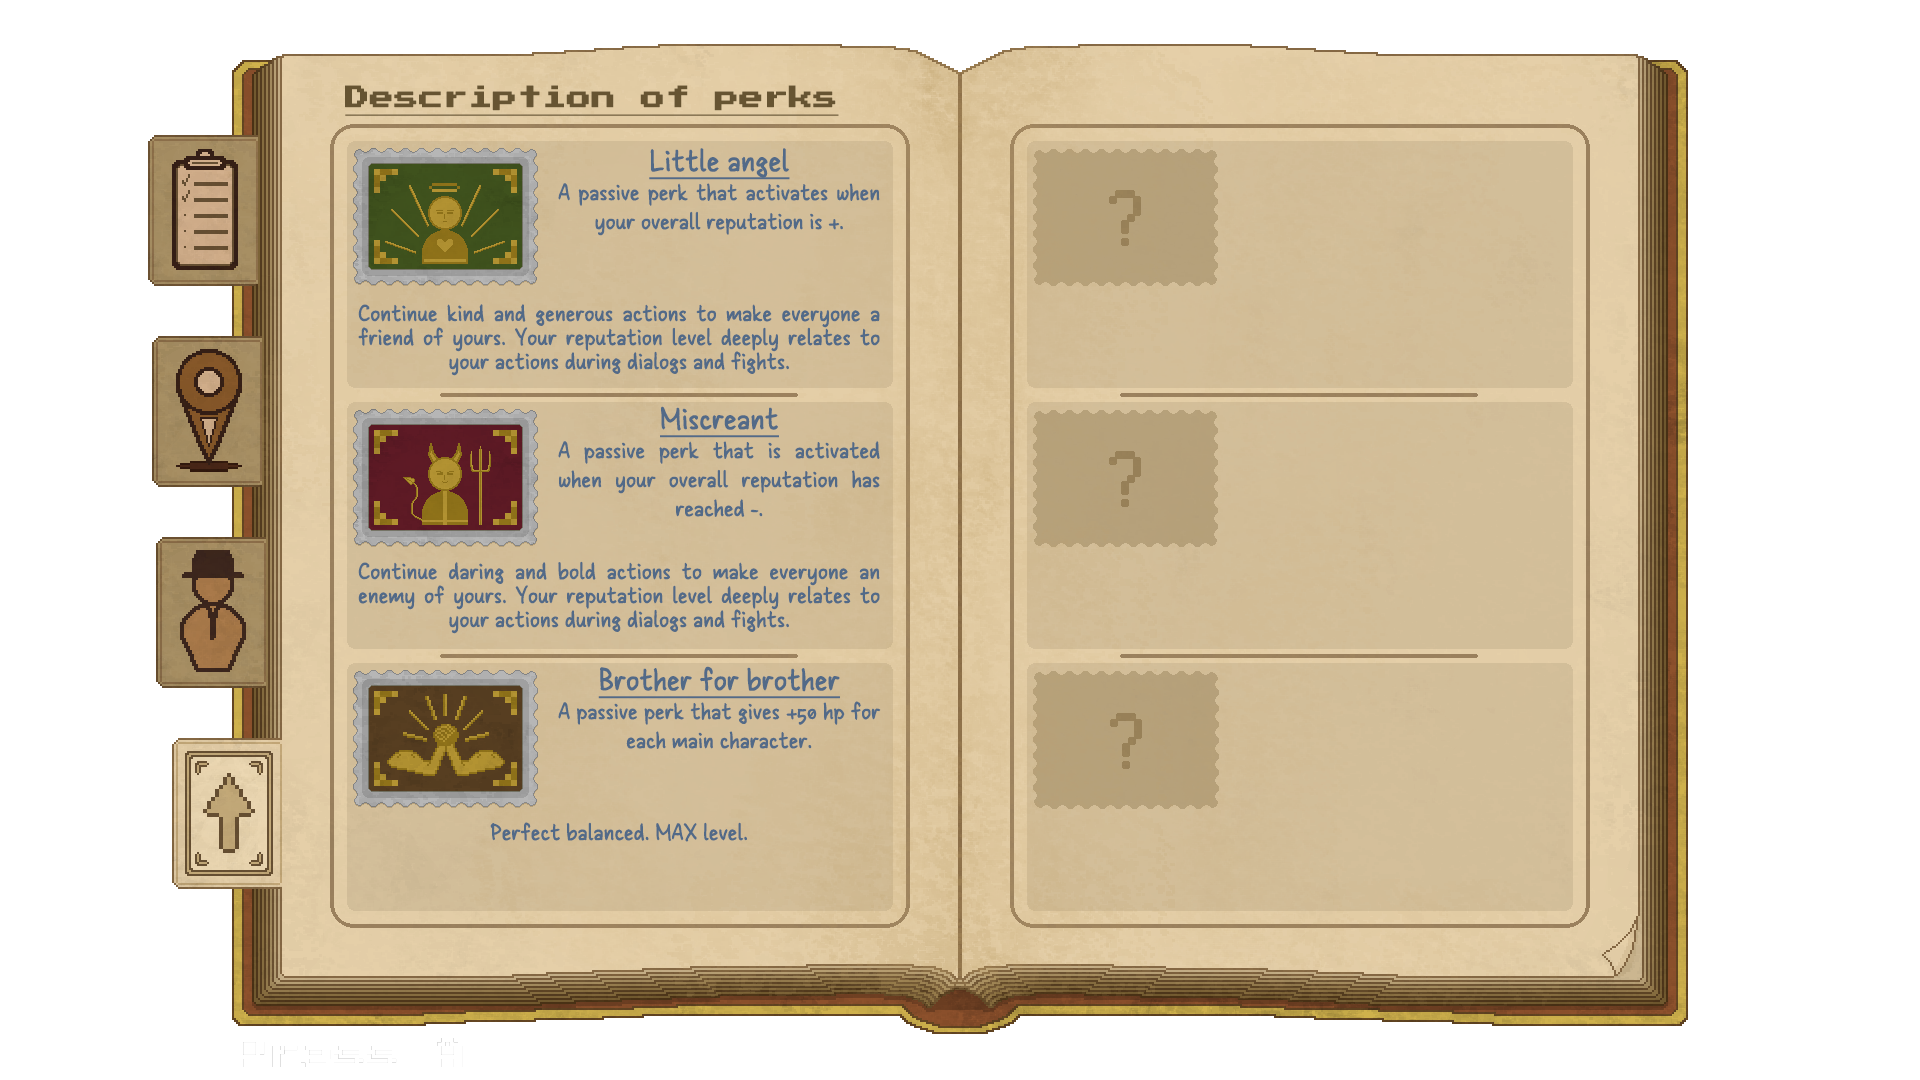 Description of perks
Little angel
A passive perk that activates when
your overall reputation is +.
Continue kind and generous actions to make everyone a
friend of yours. Your reputation level deeply relates to
your actions during dialogs and fights.
Miscreant
A passive perk that is activated
when your overall reputation has
reached -.
Continue daring and bold actions to make everyone an
enemy of yours. Your reputation level deeply relates to
your actions during dialogs and fights.
Brother for brother
A passive perk that gives +50 hp for
each main character.
Perfect balanced. MAX level.
?
?
?
Press